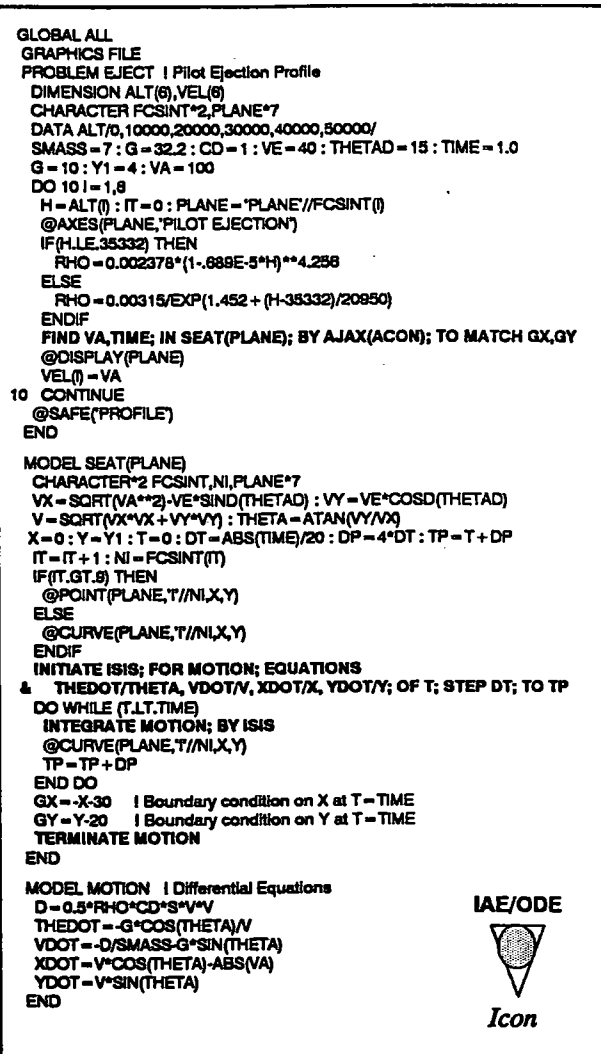 GLOBAL ALL
GRAPHICS FILE
PROBLEM EJECT ! Pilot Ejection Profile
DIMENSION ALT(6),VEL(6)
CHARACTER FCSINT*2,PLANE*7
DATA ALT/0,10000,20000,30000,40000,50000/
SMASS=7 : G=32.2 : CD=1 : VE=40 : THETAD=15 : TIME=1.0
G=10 : Y1=4 : VA=100
DO 10 I=1,6
H=ALT(I) : IT=0 : PLANE='PLANE'//FCSINT(I)
@AXES(PLANE,'PILOT EJECTION')
IF(H.LE.35332) THEN
RHO=0.002378*(1-.689E-5*H)**4.256
ELSE
RHO=0.00315/EXP(1.452+(H-35332)/20950)
ENDIF
FIND VA,TIME; IN SEAT(PLANE); BY AJAX(ACON); TO MATCH GX,GY
@DISPLAY(PLANE)
VEL(I)=VA
10 CONTINUE
@SAFE('PROFILE')
END
MODEL SEAT(PLANE)
CHARACTER*2 FCSINT,NI,PLANE*7
VX=SQRT(VA**2)-VE*SIND(THETAD) : VY=VE*COSD(THETAD)
V=SQRT(VX*VX+VY*VY) : THETA=ATAN(VY/VX)
X=0 : Y=Y1 : T=0 : DT=ABS(TIME)/20 : DP=4*DT : TP=T+DP
IT=IT+1 : NI=FCSINT(IT)
IF(IT.GT.9) THEN
@POINT(PLANE,'I'//NI,X,Y)
ELSE
@CURVE(PLANE,'I'//NI,X,Y)
ENDIF
INITIATE ISIS; FOR MOTION; EQUATIONS
& THEDOT/THETA, VDOT/V, XDOT/X, YDOT/Y; OF T; STEP DT; TO TP
DO WHILE (T.LT.TIME)
INTEGRATE MOTION; BY ISIS
@CURVE(PLANE,'I'//NI,X,Y)
TP=TP+DP
END DO
GX=-X-30 ! Boundary condition on X at T=TIME
GY=Y-20 ! Boundary condition on Y at T=TIME
TERMINATE MOTION
END
MODEL MOTION ! Differential Equations
D=0.5*RHO*CD*S*V*V
THEDOT=-G*COS(THETA)/V
VDOT=-D/SMASS-G*SIN(THETA)
XDOT=V*COS(THETA)-ABS(VA)
YDOT=V*SIN(THETA)
END
IAE/ODE
Icon